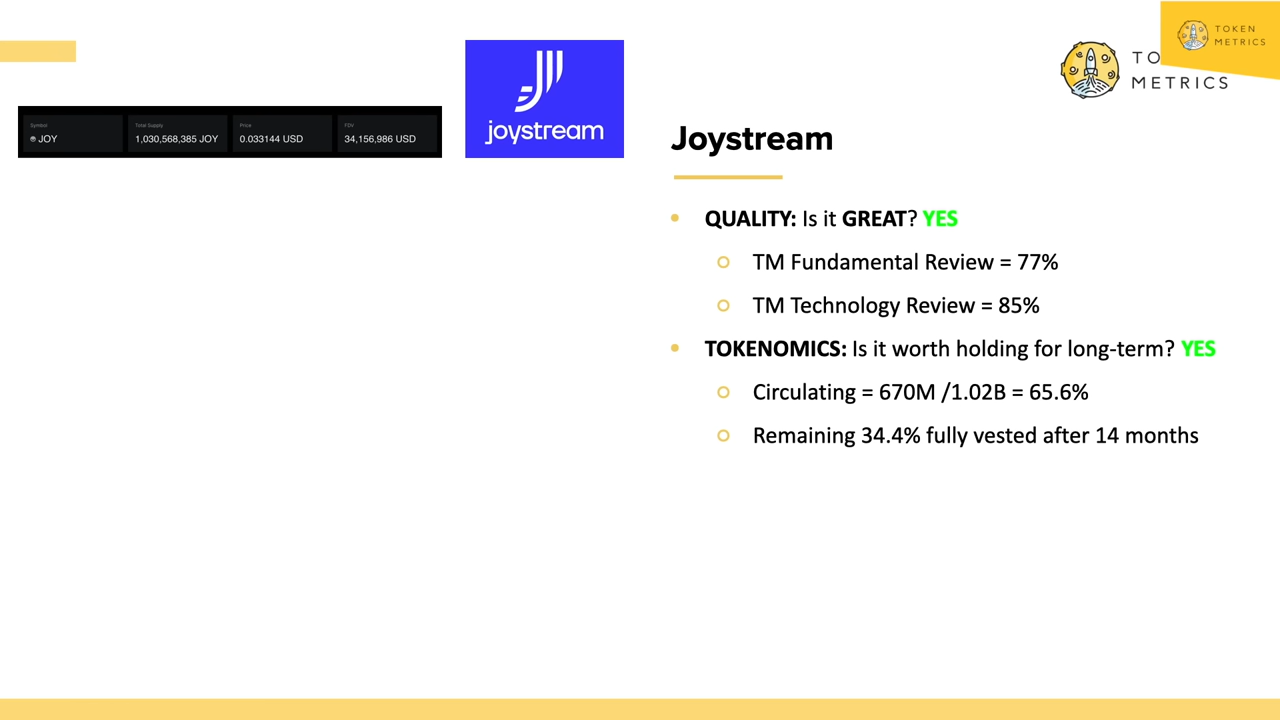 TOKEN
METRICS
TO
METRICS
Symbol
Total Supply
Price
FDV
JOY
1,030,568,385 JOY
0.033144 USD
34,156,986 USD
joystream
Joystream
QUALITY: Is it GREAT? YES
TM Fundamental Review = 77%
TM Technology Review = 85%
TOKENOMICS: Is it worth holding for long-term? YES
Circulating = 670M /1.02B = 65.6%
Remaining 34.4% fully vested after 14 months